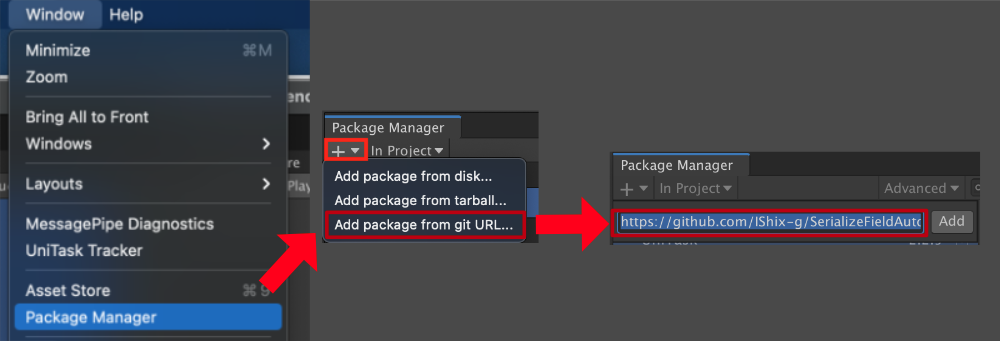 Window Help
Minimize ⌘M
Zoom
Bring All to Front
Windows
Layouts
MessagePipe Diagnostics
UniTask Tracker
Asset Store ⌘9
Package Manager
Package Manager
+ In Project
Add package from disk...
Add package from tarball...
Add package from git URL...
Package Manager
+ In Project Advanced
https://github.com/IShix-g/SerializeFieldAuto Add